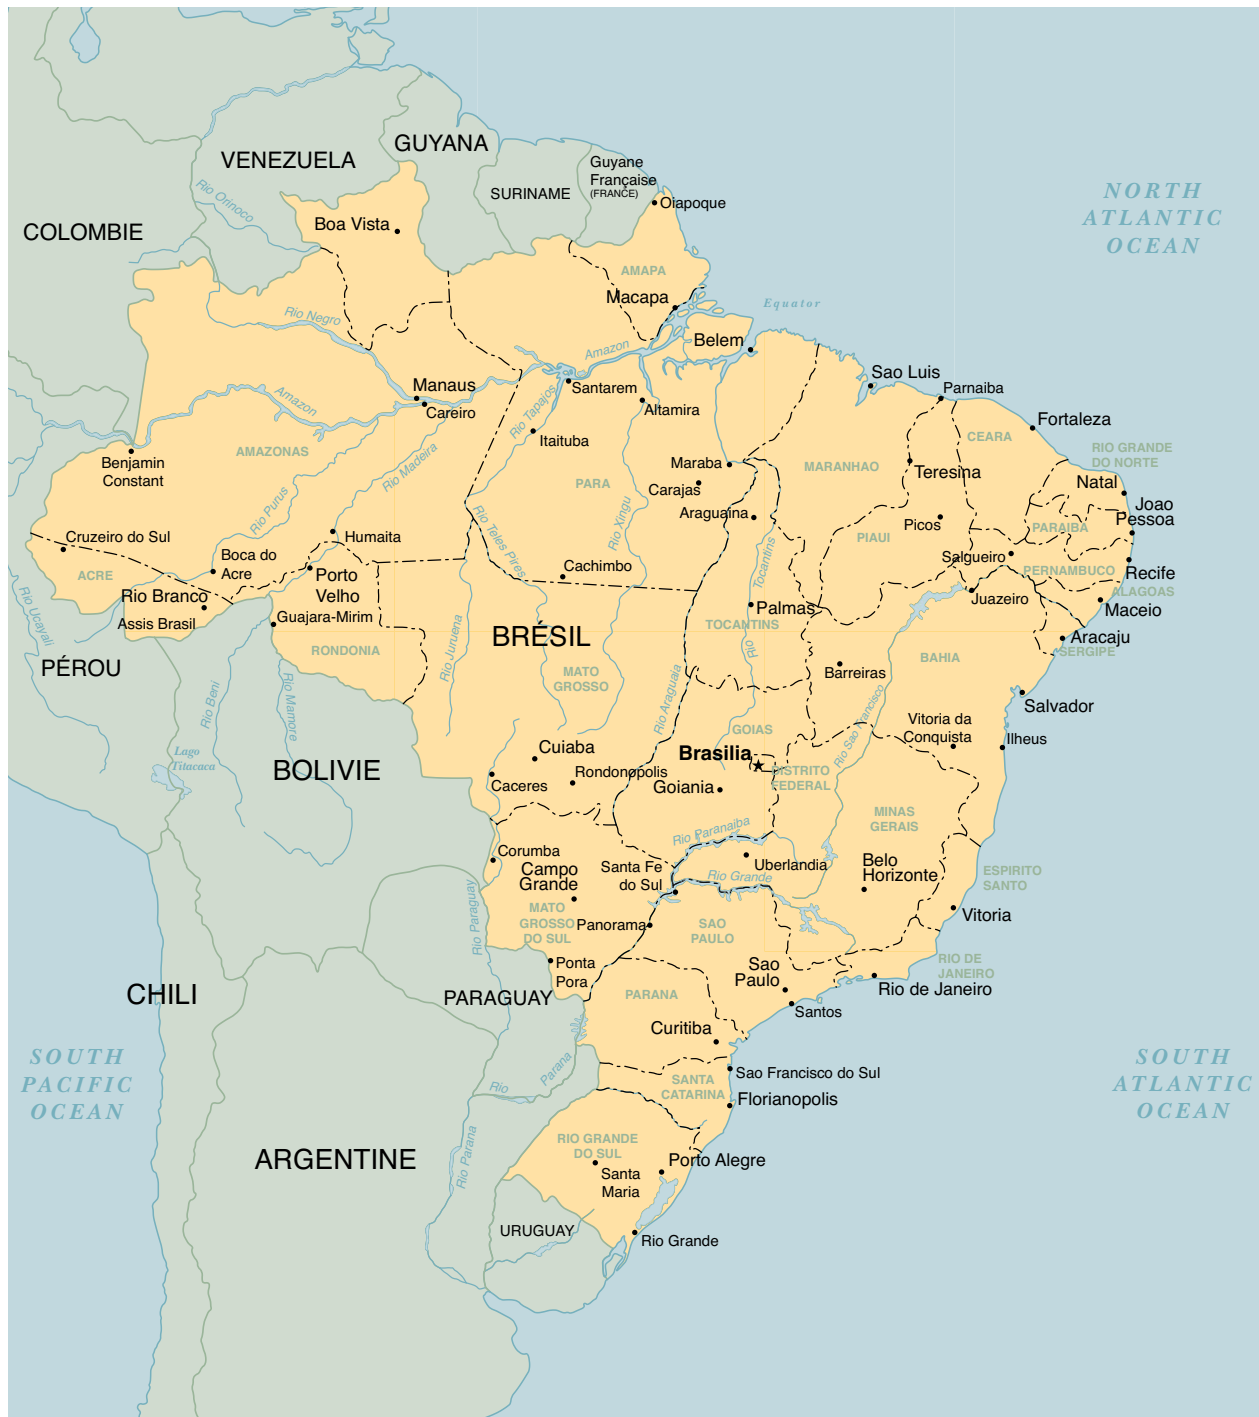 VENEZUELA
GUYANA
SURINAME
Guyane
Française
(FRANCE)
COLOMBIE
Rio Orinoco
Boa Vista
Oiapoque
NORTH
ATLANTIC
OCEAN
AMAPA
Macapa
Equator
Rio Negro
Belem
Amazon
Sao Luis
Manaus
Careiro
Santarem
Altamira
Parnaiba
Amazon
Rio Tapajos
Fortaleza
Itaituba
CEARA
RIO GRANDE
DO NORTE
AMAZONAS
Rio Madeira
Benjamin
Constant
Maraba
MARANHAO
Teresina
Natal
PARA
Carajas
Rio Purus
Araguaina
Picos
Joao
Pessoa
PARAIBA
Rio Teles Pires
Rio Xingu
Cruzeiro do Sul
Humaita
PIAUI
Salgueiro
Boca do
Acre
Cachimbo
Tocantins
PERNAMBUCO
Recife
ACRE
Porto
Velho
ALAGOAS
Juazeiro
Maceio
Rio Branco
Palmas
Assis Brasil
Guajara-Mirim
Rio Ucayali
BRÉSIL
TOCANTINS
Aracaju
SERGIPE
RONDONIA
Rio Juruena
Rio
BAHIA
PÉROU
Barreiras
MATO
GROSSO
Rio Beni
Rio Mamore
Rio Araguaia
Rio Sao Francisco
Salvador
GOIAS
Vitoria da
Conquista
Ilheus
Lago
Titacaca
BOLIVIE
Cuiaba
Brasilia
DISTRITO
FEDERAL
Caceres
Rondonopolis
Goiania
MINAS
GERAIS
Rio Paranaiba
Corumba
Uberlandia
Belo
Horizonte
Campo
Grande
Santa Fe
do Sul
Rio Grande
ESPIRITO
SANTO
Rio Paraguay
MATO
GROSSO
DO SUL
Panorama
SAO
PAULO
Vitoria
Ponta
Pora
Sao
Paulo
RIO DE
JANEIRO
Rio de Janeiro
CHILI
PARAGUAY
PARANA
Santos
Curitiba
SOUTH
PACIFIC
OCEAN
Rio
Parana
SANTA
CATARINA
Sao Francisco do Sul
Florianopolis
SOUTH
ATLANTIC
OCEAN
Rio Parana
ARGENTINE
RIO GRANDE
DO SUL
Porto Alegre
Santa
Maria
URUGUAY
Rio Grande